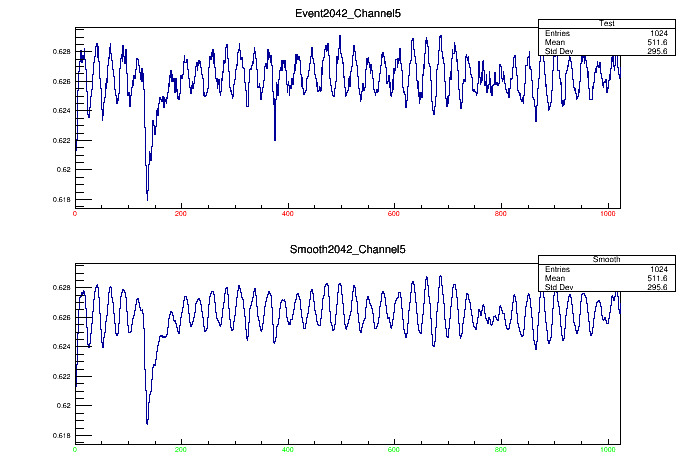 Event2042_Channel5
Test
Entries 1024
Mean 511.6
Std Dev 295.6
0.628
0.626
0.624
0.622
0.62
0.618
0 200 400 600 800 1000
Smooth2042_Channel5
Smooth
Entries 1024
Mean 511.6
Std Dev 295.6
0.628
0.626
0.624
0.622
0.62
0.618
0 200 400 600 800 1000